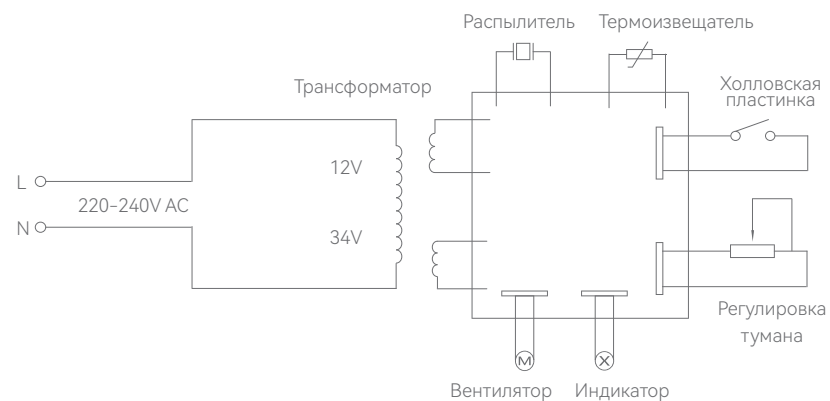 Распылитель
Термоизвещатель
Трансформатор
Холловская
пластинка
12V
L
220-240V AC
N
34V
Регулировка
тумана
M
X
Вентилятор
Индикатор